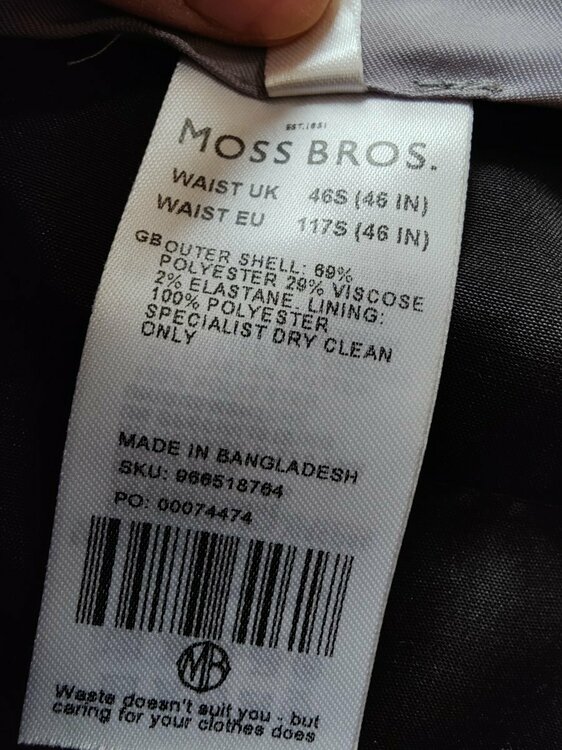 EST.1851
MOSS BROS.
WAIST UK 46S (46 IN)
WAIST EU 117S (46 IN)
GB OUTER SHELL: 69%
POLYESTER 29% VISCOSE
2% ELASTANE. LINING:
100% POLYESTER
SPECIALIST DRY CLEAN
ONLY
MADE IN BANGLADESH
SKU: 966518764
PO: 00074474
MB
Waste doesn't suit you - but
caring for your clothes does